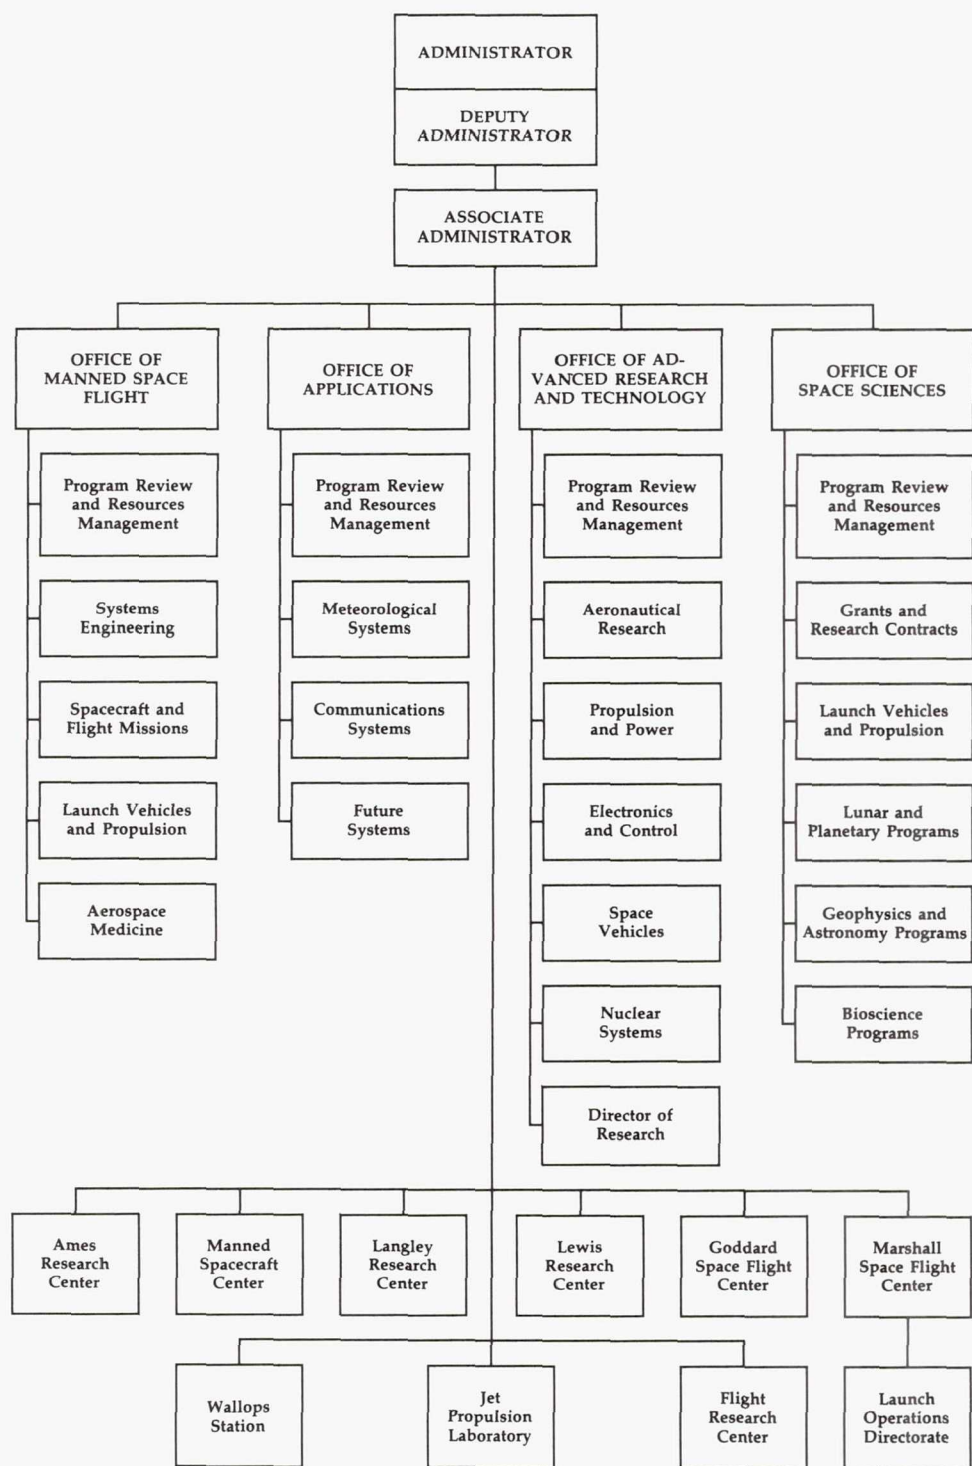 ADMINISTRATOR
DEPUTY
ADMINISTRATOR
ASSOCIATE
ADMINISTRATOR
OFFICE OF
MANNED SPACE
FLIGHT
OFFICE OF
APPLICATIONS
OFFICE OF AD-
VANCED RESEARCH
AND TECHNOLOGY
OFFICE OF
SPACE SCIENCES
Program Review
and Resources
Management
Systems
Engineering
Spacecraft and
Flight Missions
Launch Vehicles
and Propulsion
Aerospace
Medicine
Program Review
and Resources
Management
Meteorological
Systems
Communications
Systems
Future
Systems
Program Review
and Resources
Management
Aeronautical
Research
Propulsion
and Power
Electronics
and Control
Space
Vehicles
Nuclear
Systems
Director of
Research
Program Review
and Resources
Management
Grants and
Research Contracts
Launch Vehicles
and Propulsion
Lunar and
Planetary Programs
Geophysics and
Astronomy Programs
Bioscience
Programs
Ames
Research
Center
Manned
Spacecraft
Center
Langley
Research
Center
Lewis
Research
Center
Goddard
Space Flight
Center
Marshall
Space Flight
Center
Wallops
Station
Jet
Propulsion
Laboratory
Flight
Research
Center
Launch
Operations
Directorate